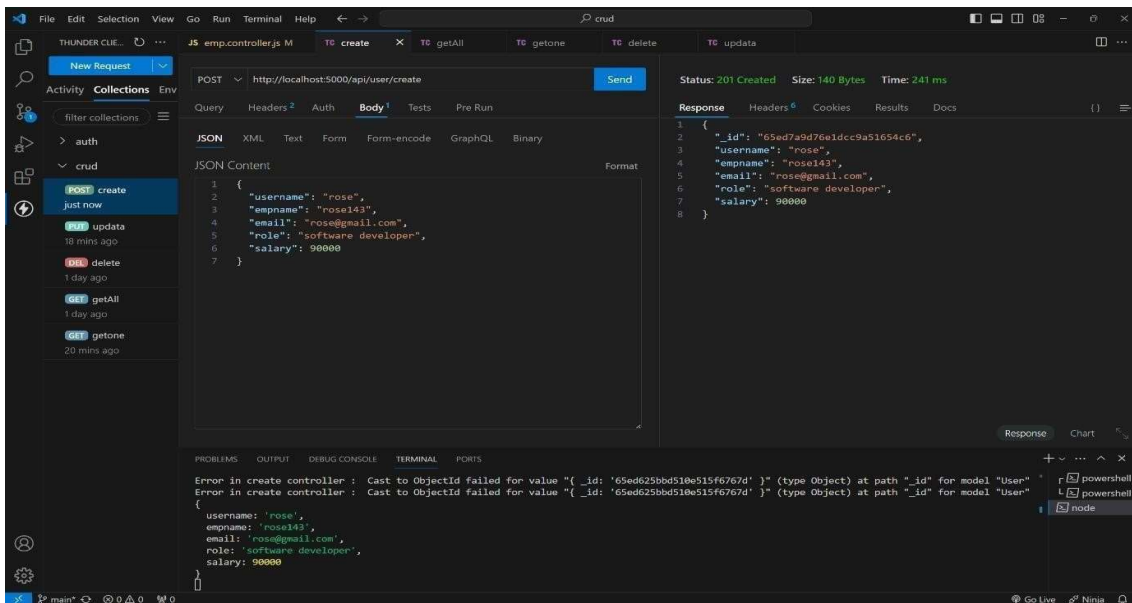 File Edit Selection View Go Run Terminal Help ← → crud
THUNDER CLIE... ···
New Request
Activity Collections Env
filter collections
> auth
crud
POST create
just now
PUT updata
18 mins ago
DEL delete
1 day ago
GET getAll
1 day ago
GET getone
20 mins ago
JS emp.controller.js M TC create × TC getAll TC getone TC delete TC updata
POST http://localhost:5000/api/user/create Send
Query Headers 2 Auth Body 1 Tests Pre Run
JSON XML Text Form Form-encode GraphQL Binary
JSON Content Format
1 {
2 "username": "rose",
3 "empname": "rose143",
4 "email": "rose@gmail.com",
5 "role": "software developer",
6 "salary": 90000
7 }
Status: 201 Created Size: 140 Bytes Time: 241 ms
Response Headers 6 Cookies Results Docs { }
1 {
2 "_id": "65ed7a9d76e1dcc9a51654c6",
3 "username": "rose",
4 "empname": "rose143",
5 "email": "rose@gmail.com",
6 "role": "software developer",
7 "salary": 90000
8 }
Response Chart
PROBLEMS OUTPUT DEBUG CONSOLE TERMINAL PORTS
Error in create controller : Cast to ObjectId failed for value "{ _id: '65ed625bbd510e515f6767d' }" (type Object) at path "_id" for model "User"
Error in create controller : Cast to ObjectId failed for value "{ _id: '65ed625bbd510e515f6767d' }" (type Object) at path "_id" for model "User"
{
username: 'rose',
empname: 'rose143',
email: 'rose@gmail.com',
role: 'software developer',
salary: 90000
}
powershell
powershell
node
main* 0 0 0 Go Live Ninja